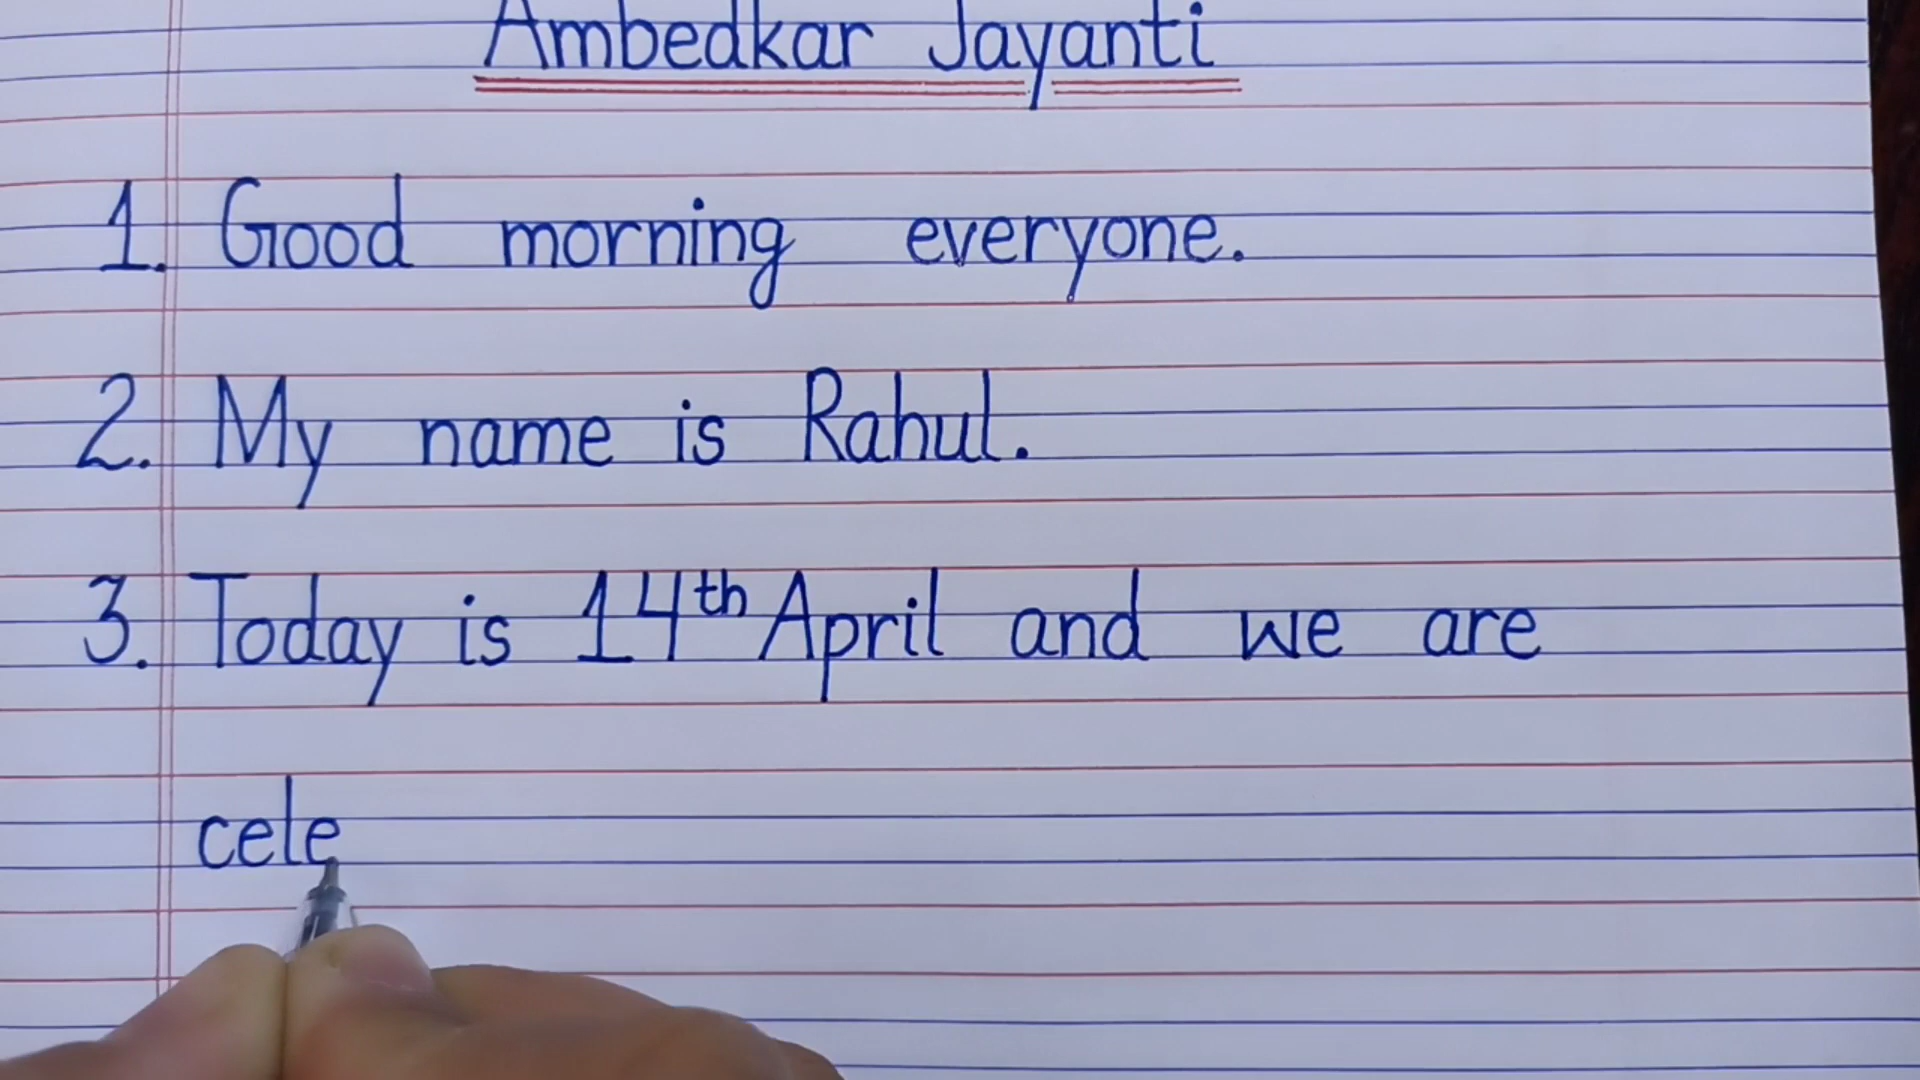 Ambedkar Jayanti
1. Good morning everyone.
2. My name is Rahul.
3. Today is 14th April and we are
cele